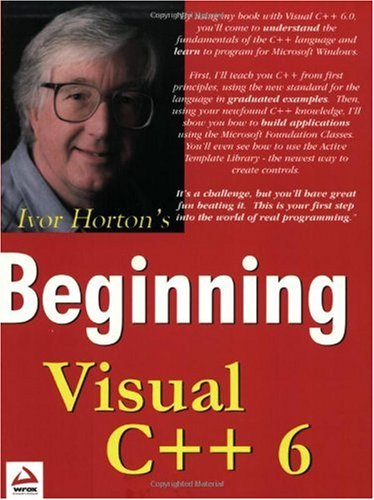 "By using my book with Visual C++ 6.0,
you'll come to understand the
fundamentals of the C++ language and
learn to program for Microsoft Windows.
First, I'll teach you C++ from first
principles, using the new standard for the
language in graduated examples. Then,
using your newfound C++ knowledge, I'll
show you how to build applications
using the Microsoft Foundation Classes.
You'll even see how to use the Active
Template Library - the newest way to
create controls.
It's a challenge, but you'll have great
fun beating it. This is your first step
into the world of real programming."
Ivor Horton's
Beginning
Visual
C++ 6
wrox
Copyrighted Material
Copyrighted Material